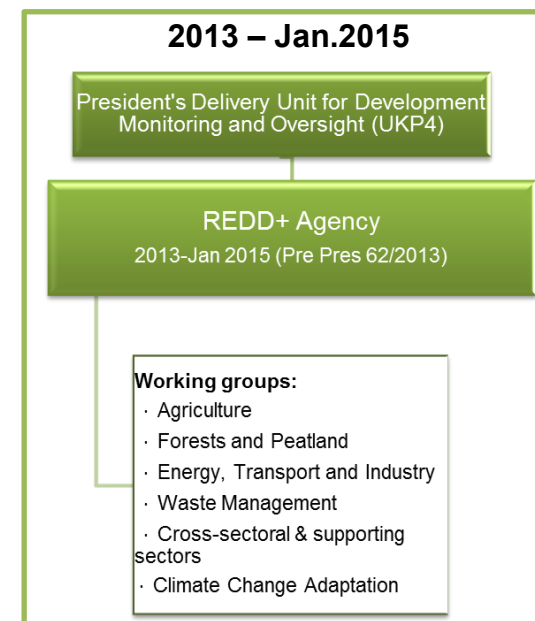 2013 – Jan.2015
President's Delivery Unit for Development
Monitoring and Oversight (UKP4)
REDD+ Agency
2013-Jan 2015 (Pre Pres 62/2013)
Working groups:
· Agriculture
· Forests and Peatland
· Energy, Transport and Industry
· Waste Management
· Cross-sectoral & supporting
sectors
· Climate Change Adaptation